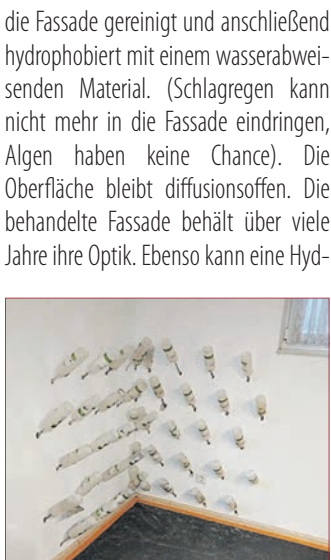 die Fassade gereinigt und anschließend
hydrophobiert mit einem wasserabwei-
senden Material. (Schlagregen kann
nicht mehr in die Fassade eindringen,
Algen haben keine Chance). Die
Oberfläche bleibt diffusionsoffen. Die
behandelte Fassade behält über viele
Jahre ihre Optik. Ebenso kann eine Hyd-